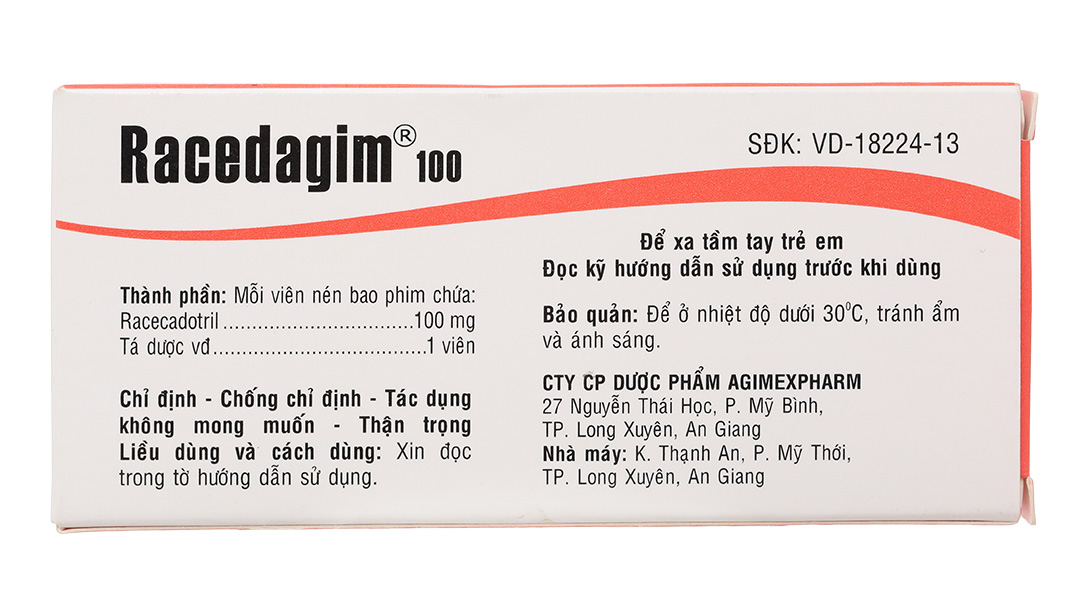 Racedagim® 100
SĐK: VD-18224-13
Thành phần: Mỗi viên nén bao phim chứa:
Racecadotril................................100 mg
Tá dược vđ....................................1 viên
Chỉ định - Chống chỉ định - Tác dụng
không mong muốn - Thận trọng
Liều dùng và cách dùng: Xin đọc
trong tờ hướng dẫn sử dụng.
Để xa tầm tay trẻ em
Đọc kỹ hướng dẫn sử dụng trước khi dùng
Bảo quản: Để ở nhiệt độ dưới 30⁰C, tránh ẩm
và ánh sáng.
CTY CP DƯỢC PHẨM AGIMEXPHARM
27 Nguyễn Thái Học, P. Mỹ Bình,
TP. Long Xuyên, An Giang
Nhà máy: K. Thạnh An, P. Mỹ Thới,
TP. Long Xuyên, An Giang